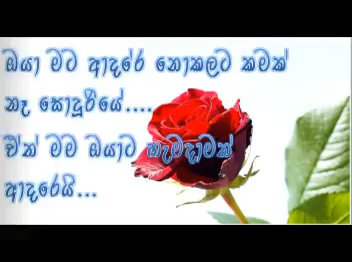 ඔයා මට ආදරේ නොකලට කමක්
නෑ සොදුරියේ....
ඒත් මම ඔයාට හැමදාමත්
ආදරෙයි...